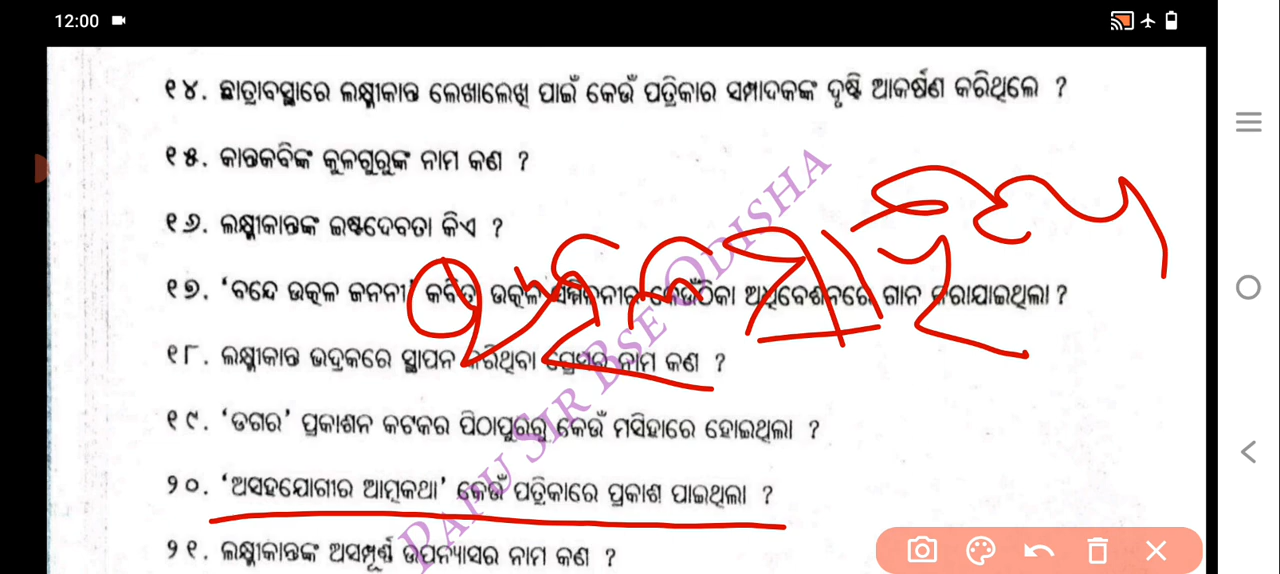 12:00
୧୪. ଛାତ୍ରାବସ୍ଥାରେ ଲକ୍ଷ୍ମୀକାନ୍ତ ଲେଖାଲେଖି ପାଇଁ କେଉଁ ପତ୍ରିକାର ସମ୍ପାଦକଙ୍କ ଦୃଷ୍ଟି ଆକର୍ଷଣ କରିଥିଲେ ?
୧୫. କାନ୍ତକବିଙ୍କ କୁଳଗୁରୁଙ୍କ ନାମ କଣ ?
୧୬. ଲକ୍ଷ୍ମୀକାନ୍ତଙ୍କ ଇଷ୍ଟଦେବତା କିଏ ?
୧୭. ‘ବନ୍ଦେ ଉତ୍କଳ ଜନନୀ’ ଉତ୍କଳ ସମ୍ମିଳନୀର କେଉଁଠିକା ଅଧିବେଶନରେ ଗାନ କରାଯାଇଥିଲା ?
୧୮. ଲକ୍ଷ୍ମୀକାନ୍ତ ଭଦ୍ରକରେ ସ୍ଥାପନ କରିଥିବା ପ୍ରେସର ନାମ କଣ ?
୧୯. ‘ଡଗର’ ପ୍ରକାଶନ କଟକର ପିଠାପୁରରୁ କେଉଁ ମସିହାରେ ହୋଇଥିଲା ?
୨୦. ‘ଅସହଯୋଗୀର ଆତ୍ମକଥା’ କେଉଁ ପତ୍ରିକାରେ ପ୍ରକାଶ ପାଇଥିଲା ?
୨୧. ଲକ୍ଷ୍ମୀକାନ୍ତଙ୍କ ଅସମ୍ପୂର୍ଣ୍ଣ ଉପନ୍ୟାସର ନାମ କଣ ?
PAPU SIR BSE ODISHA